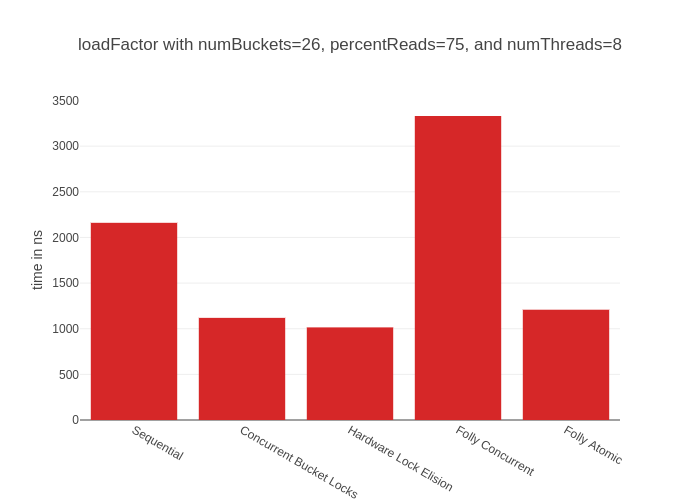 loadFactor with numBuckets=26, percentReads=75, and numThreads=8
time in ns
3500
3000
2500
2000
1500
1000
500
0
Sequential
Concurrent Bucket Locks
Hardware Lock Elision
Folly Concurrent
Folly Atomic